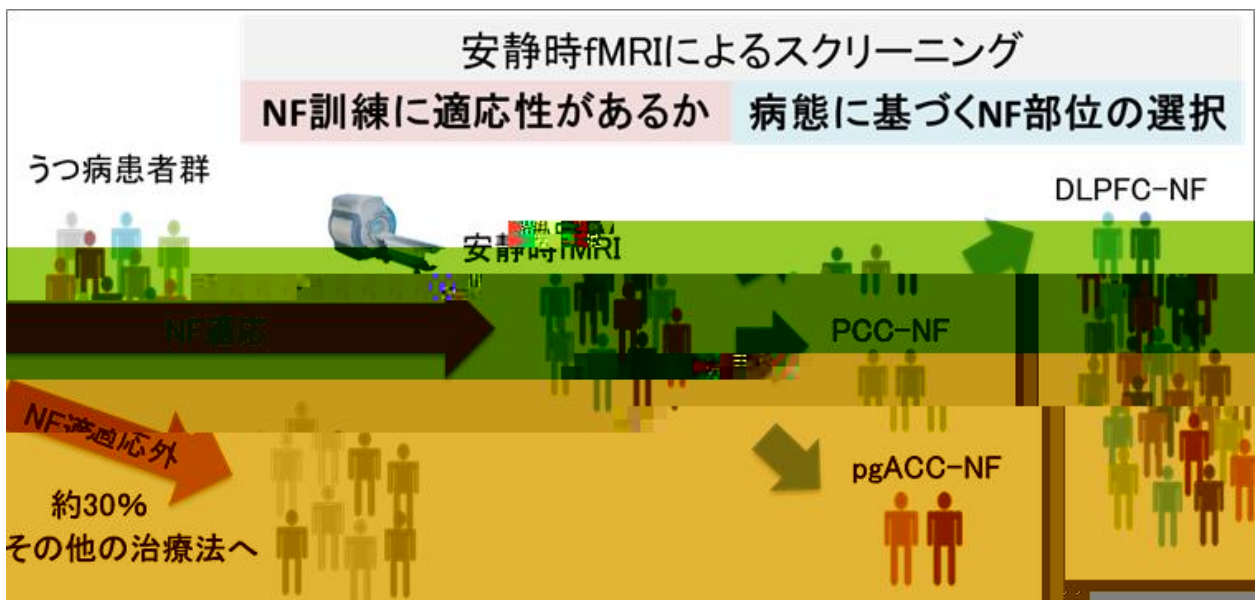 安静時fMRIによるスクリーニング
NF訓練に適応性があるか
病態に基づくNF部位の選択
うつ病患者群
DLPFC-NF
安静時fMRI
NF適応
PCC-NF
NF適応外
pgACC-NF
約30%
その他の治療法へ